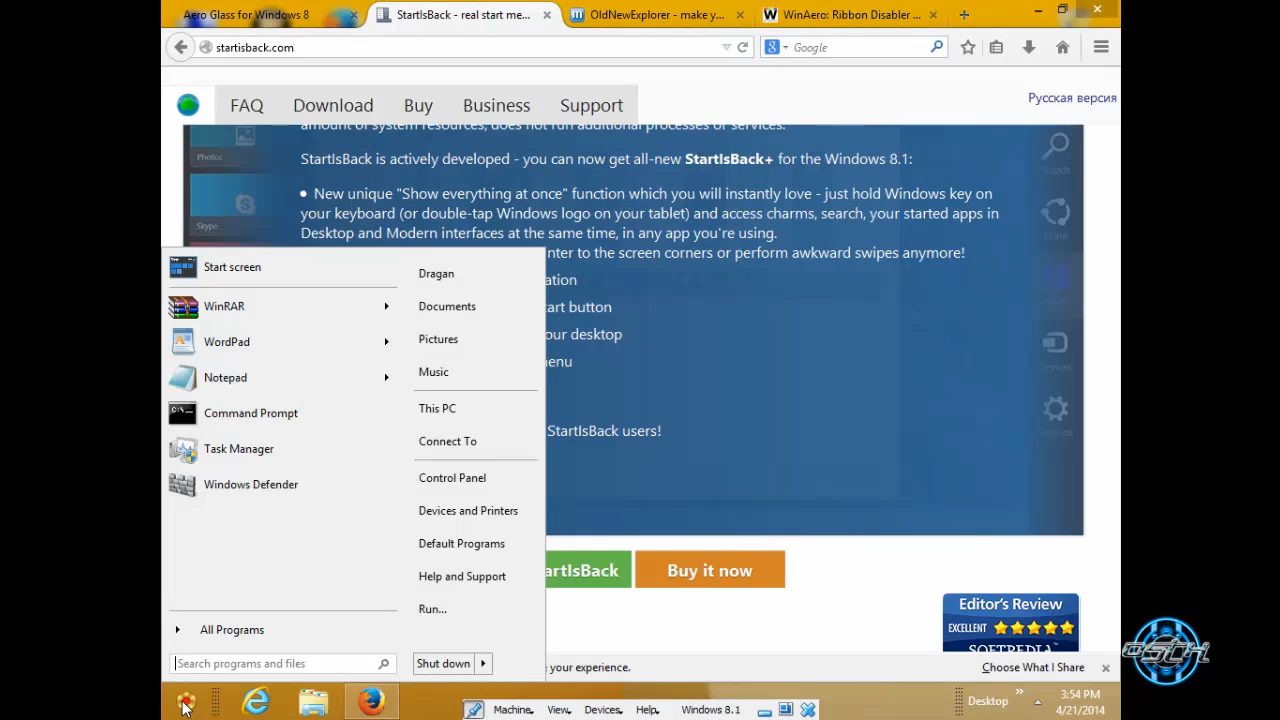 Aero Glass for Windows 8
StartIsBack - real start me...
OldNewExplorer - make y...
WinAero: Ribbon Disabler ...
startisback.com
Google
FAQ
Download
Buy
Business
Support
Русская версия
amount of system resources, does not run additional processes or services.
StartIsBack is actively developed - you can now get all-new StartIsBack+ for the Windows 8.1:
New unique "Show everything at once" function which you will instantly love - just hold Windows key on
your keyboard (or double-tap Windows logo on your tablet) and access charms, search, your started apps in
Desktop and Modern interfaces at the same time, in any app you're using.
nter to the screen corners or perform awkward swipes anymore!
ation
art button
our desktop
enu
StartIsBack users!
Photos
Skype
Search
Share
Settings
Start screen
WinRAR
WordPad
Notepad
Command Prompt
Task Manager
Windows Defender
All Programs
Search programs and files
Dragan
Documents
Pictures
Music
This PC
Connect To
Control Panel
Devices and Printers
Default Programs
Help and Support
Run...
Shut down
artIsBack
Buy it now
Editor's Review
EXCELLENT
SOFTPEDIA
your experience.
Choose What I Share
Machine
View
Devices
Help
Windows 8.1
Desktop
3:54 PM
4/21/2014